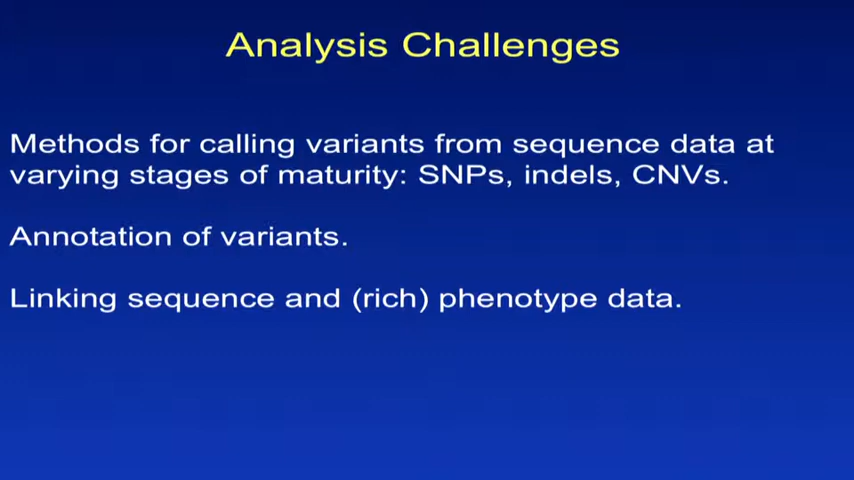 Analysis Challenges
Methods for calling variants from sequence data at
varying stages of maturity: SNPs, indels, CNVs.
Annotation of variants.
Linking sequence and (rich) phenotype data.